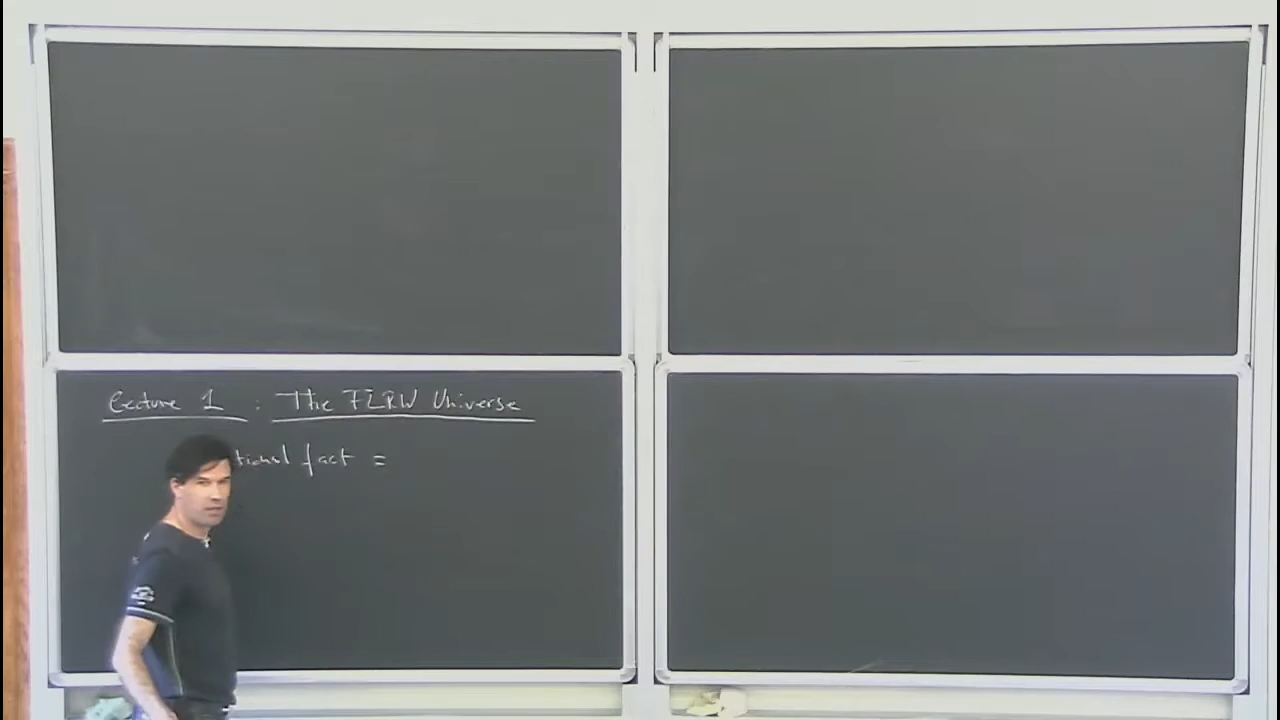 Lecture 1 : The FLRW Universe
tional fact =